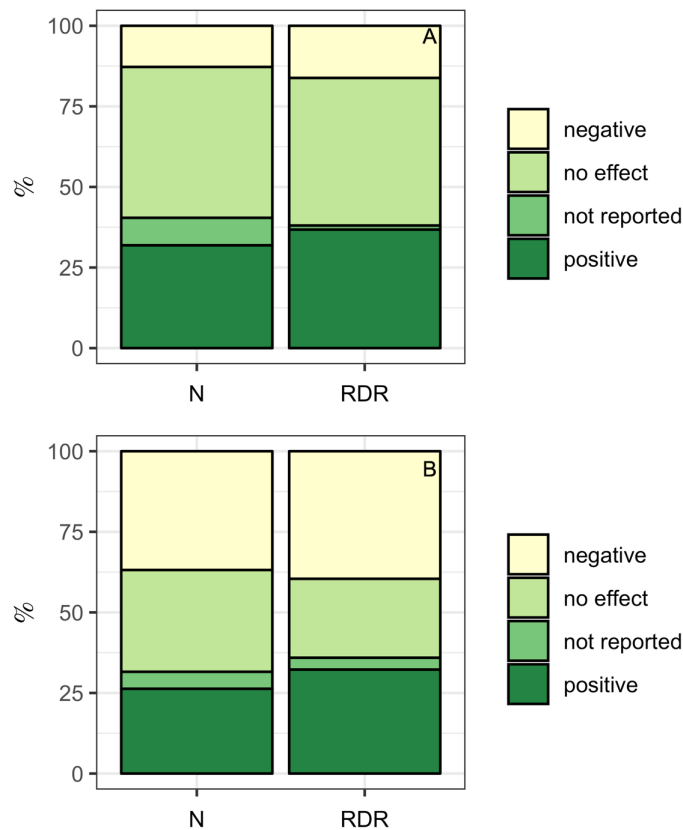 100
A
75
50
25
0
%
N RDR
negative
no effect
not reported
positive
100
B
75
50
25
0
%
N RDR
negative
no effect
not reported
positive